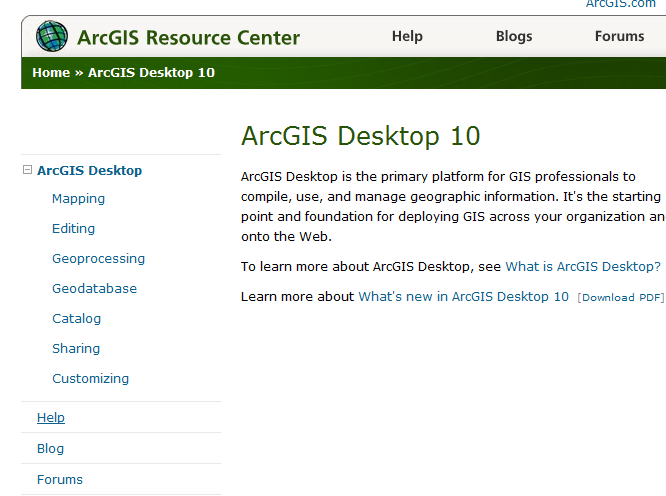 ArcGIS.com
ArcGIS Resource Center
Help
Blogs
Forums
Home » ArcGIS Desktop 10
ArcGIS Desktop
Mapping
Editing
Geoprocessing
Geodatabase
Catalog
Sharing
Customizing
Help
Blog
Forums
ArcGIS Desktop 10
ArcGIS Desktop is the primary platform for GIS professionals to
compile, use, and manage geographic information. It's the starting
point and foundation for deploying GIS across your organization an
onto the Web.
To learn more about ArcGIS Desktop, see What is ArcGIS Desktop?
Learn more about What's new in ArcGIS Desktop 10 [Download PDF]